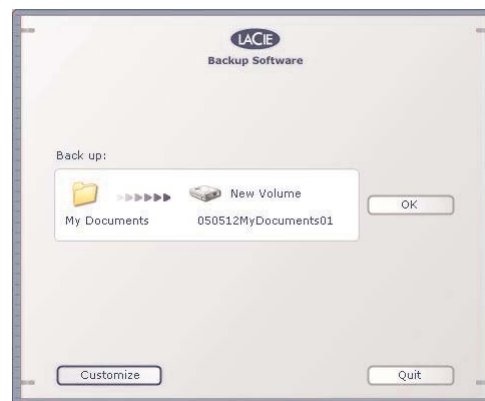 LACIE
Backup Software
Back up:
New Volume
My Documents 050512MyDocuments01
OK
Customize
Quit